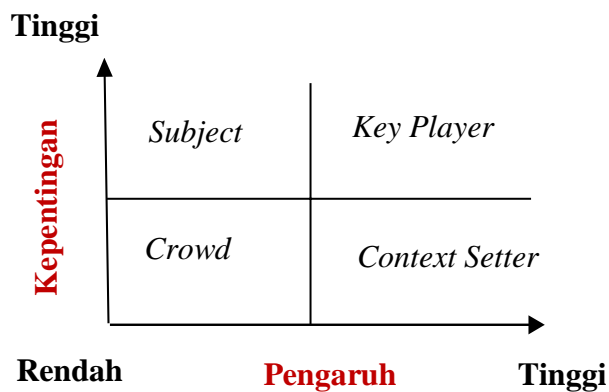 Tinggi
Kepentingan
Subject
Key Player
Crowd
Context Setter
Rendah
Pengaruh
Tinggi